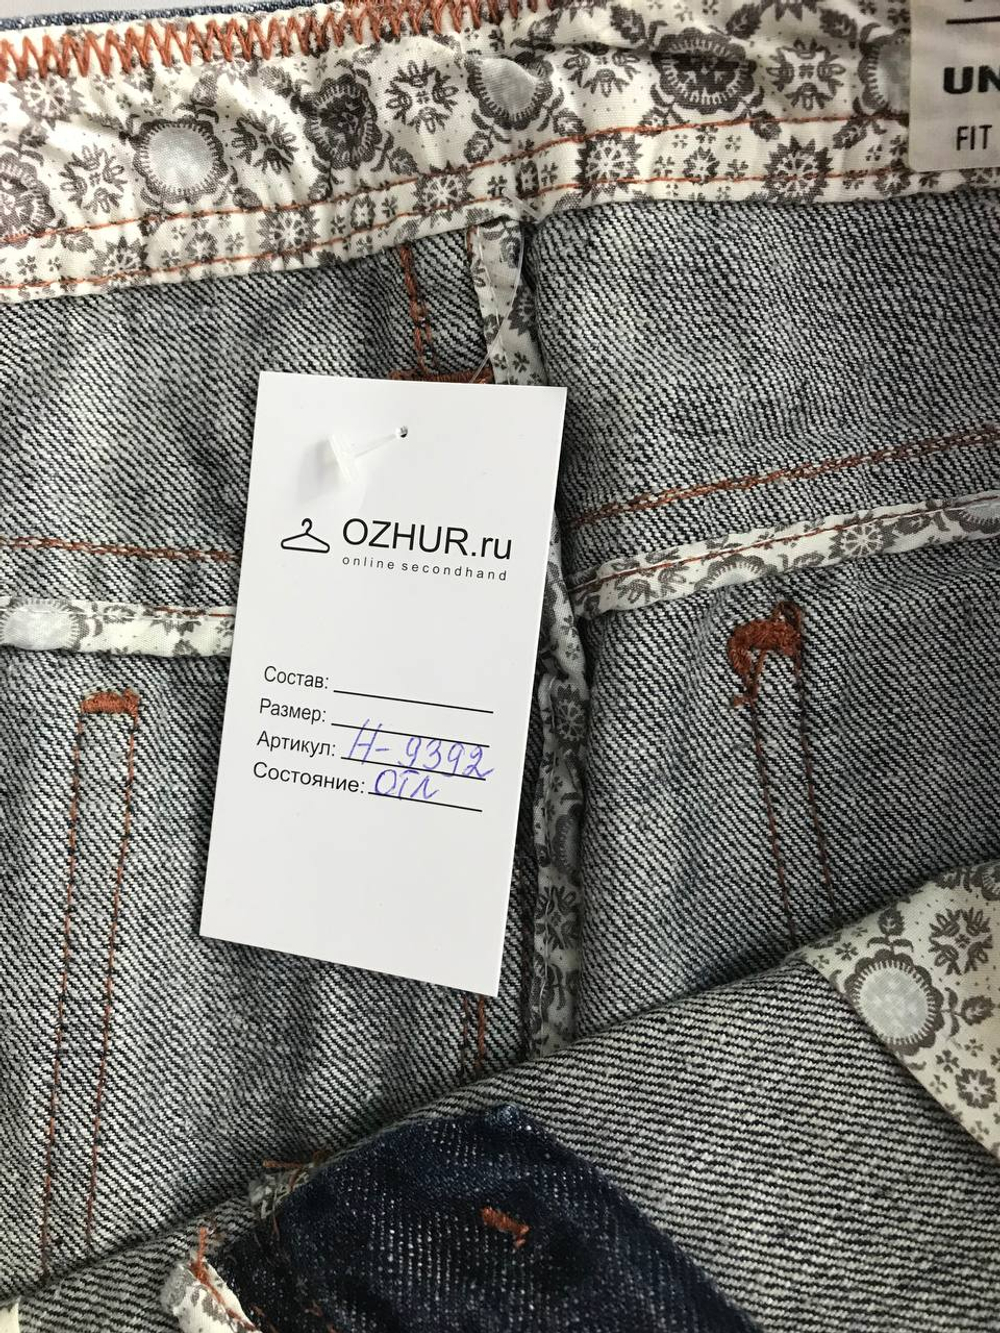 UN
FIT
OZHUR.ru
online secondhand
Состав:
Размер:
Артикул: Н-9392
Состояние: ОТЛ